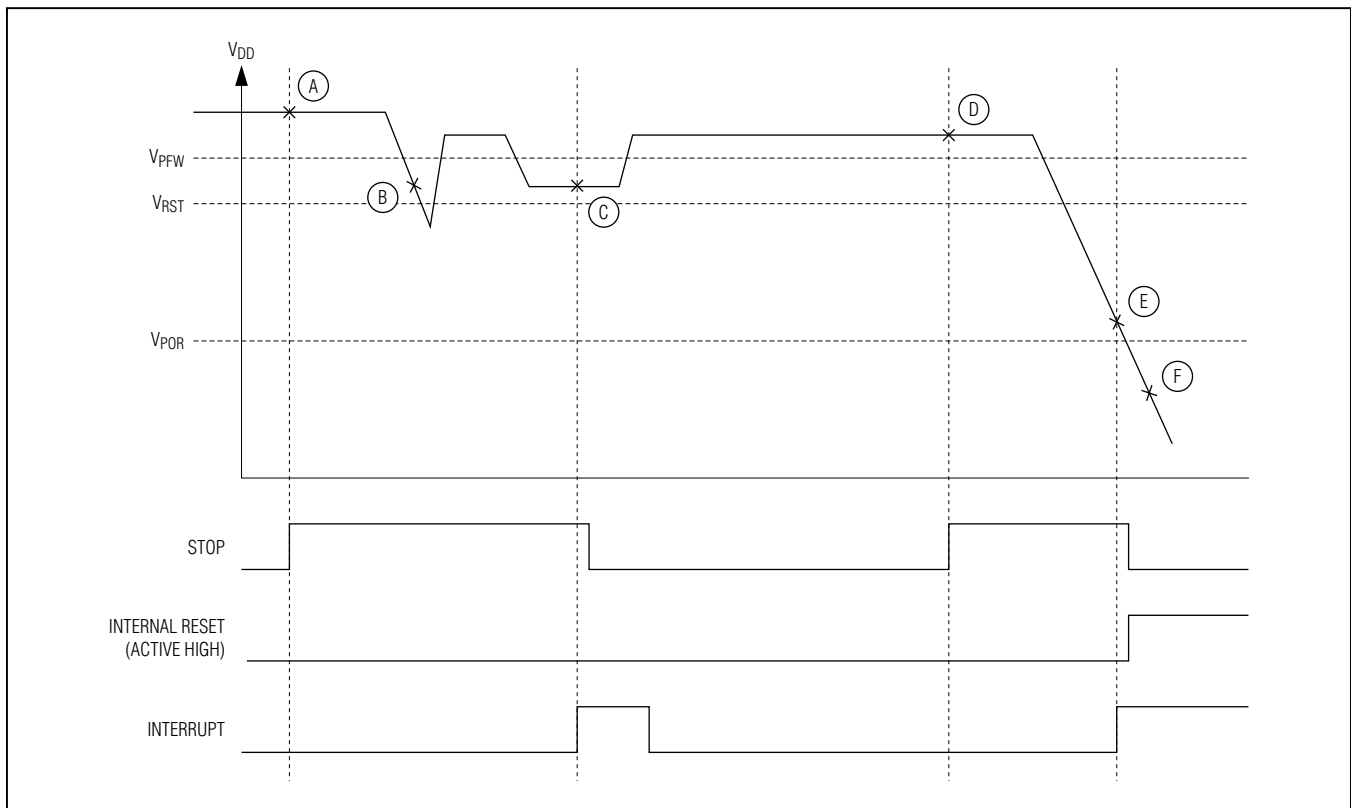 VDD
A
VPFW
B
VRST
C
D
E
VPOR
F
STOP
INTERNAL RESET
(ACTIVE HIGH)
INTERRUPT